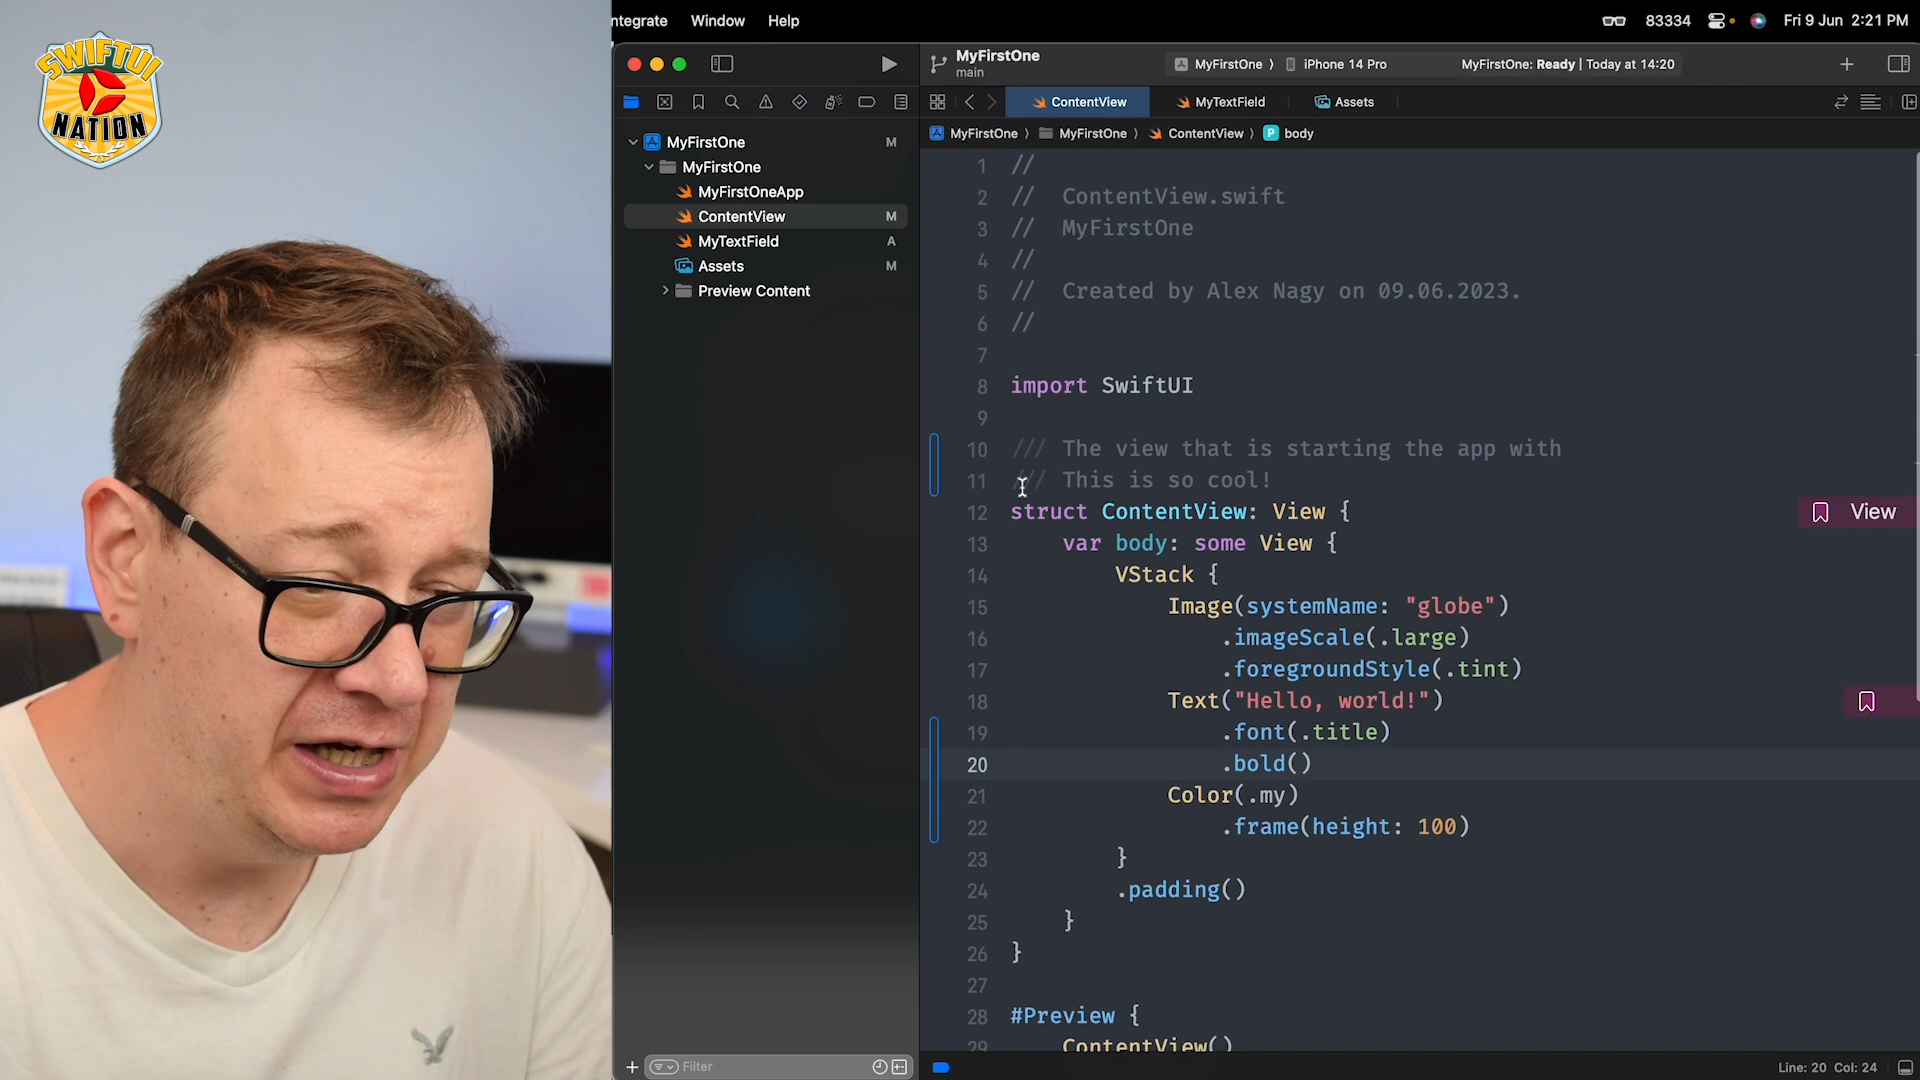 SWIFTUI
NATION
ntegrate Window Help
83334 Fri 9 Jun 2:21 PM
MyFirstOne
main
MyFirstOne 〉 iPhone 14 Pro
MyFirstOne: Ready | Today at 14:20
ContentView MyTextField Assets
MyFirstOne 〉 MyFirstOne 〉 ContentView 〉 P body
MyFirstOne M
MyFirstOne
MyFirstOneApp
ContentView M
MyTextField A
Assets M
Preview Content
Filter
1 //
2 // ContentView.swift
3 // MyFirstOne
4 //
5 // Created by Alex Nagy on 09.06.2023.
6 //
7
8 import SwiftUI
9
10 /// The view that is starting the app with
11 /// This is so cool!
12 struct ContentView: View { View
13 var body: some View {
14 VStack {
15 Image(systemName: "globe")
16 .imageScale(.large)
17 .foregroundStyle(.tint)
18 Text("Hello, world!")
19 .font(.title)
20 .bold()
21 Color(.my)
22 .frame(height: 100)
23 }
24 .padding()
25 }
26 }
27
28 #Preview {
29 ContentView()
Line: 20 Col: 24